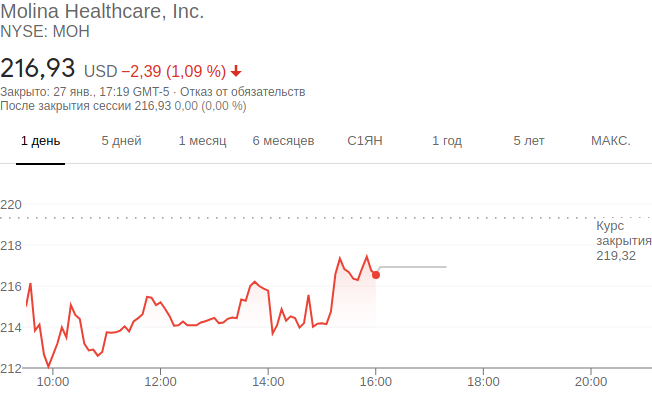 Molina Healthcare, Inc.
NYSE: MOH
216,93 USD −2,39 (1,09 %)
Закрыто: 27 янв., 17:19 GMT-5 · Отказ от обязательств
После закрытия сессии 216,93 0,00 (0,00 %)
1 день 5 дней 1 месяц 6 месяцев С1ЯН 1 год 5 лет МАКС.
220
Курс
закрытия
219,32
218
216
214
212
10:00 12:00 14:00 16:00 18:00 20:00